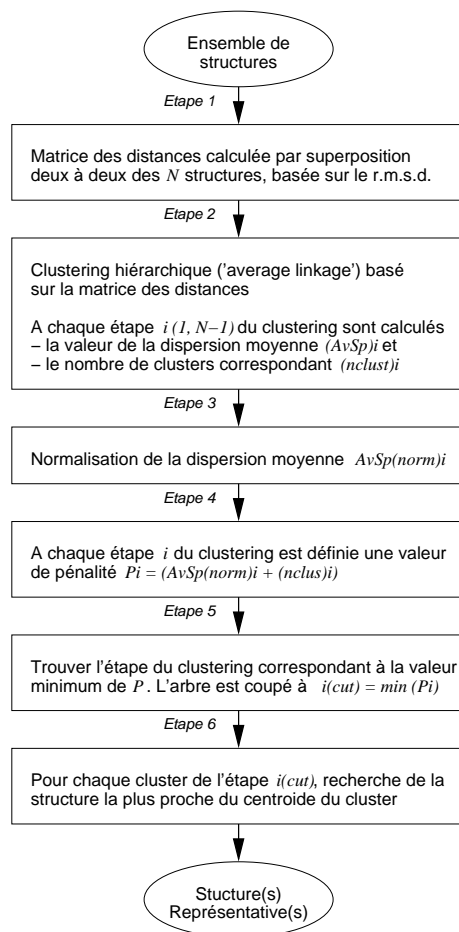 Ensemble de
structures
Etape 1
Matrice des distances calculée par superposition
deux à deux des N structures, basée sur le r.m.s.d.
Etape 2
Clustering hiérarchique ('average linkage') basé
sur la matrice des distances
A chaque étape i (1, N−1) du clustering sont calculés
− la valeur de la dispersion moyenne (AvSp)i et
− le nombre de clusters correspondant (nclust)i
Etape 3
Normalisation de la dispersion moyenne AvSp(norm)i
Etape 4
A chaque étape i du clustering est définie une valeur
de pénalité Pi = (AvSp(norm)i + (nclus)i)
Etape 5
Trouver l'étape du clustering correspondant à la valeur
minimum de P. L'arbre est coupé à i(cut) = min (Pi)
Etape 6
Pour chaque cluster de l'étape i(cut), recherche de la
structure la plus proche du centroide du cluster
Stucture(s)
Représentative(s)